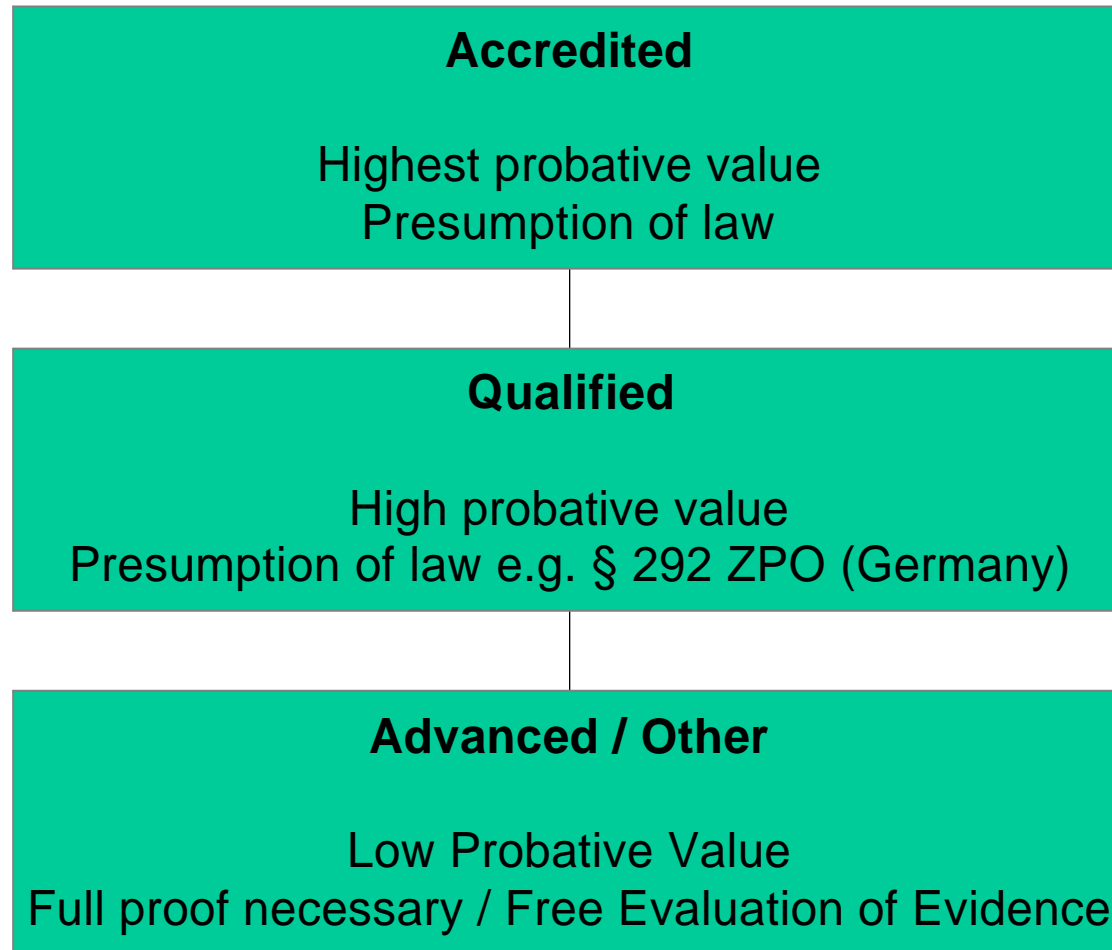 Accredited
Highest probative value
Presumption of law
Qualified
High probative value
Presumption of law e.g. § 292 ZPO (Germany)
Advanced / Other
Low Probative Value
Full proof necessary / Free Evaluation of Evidence